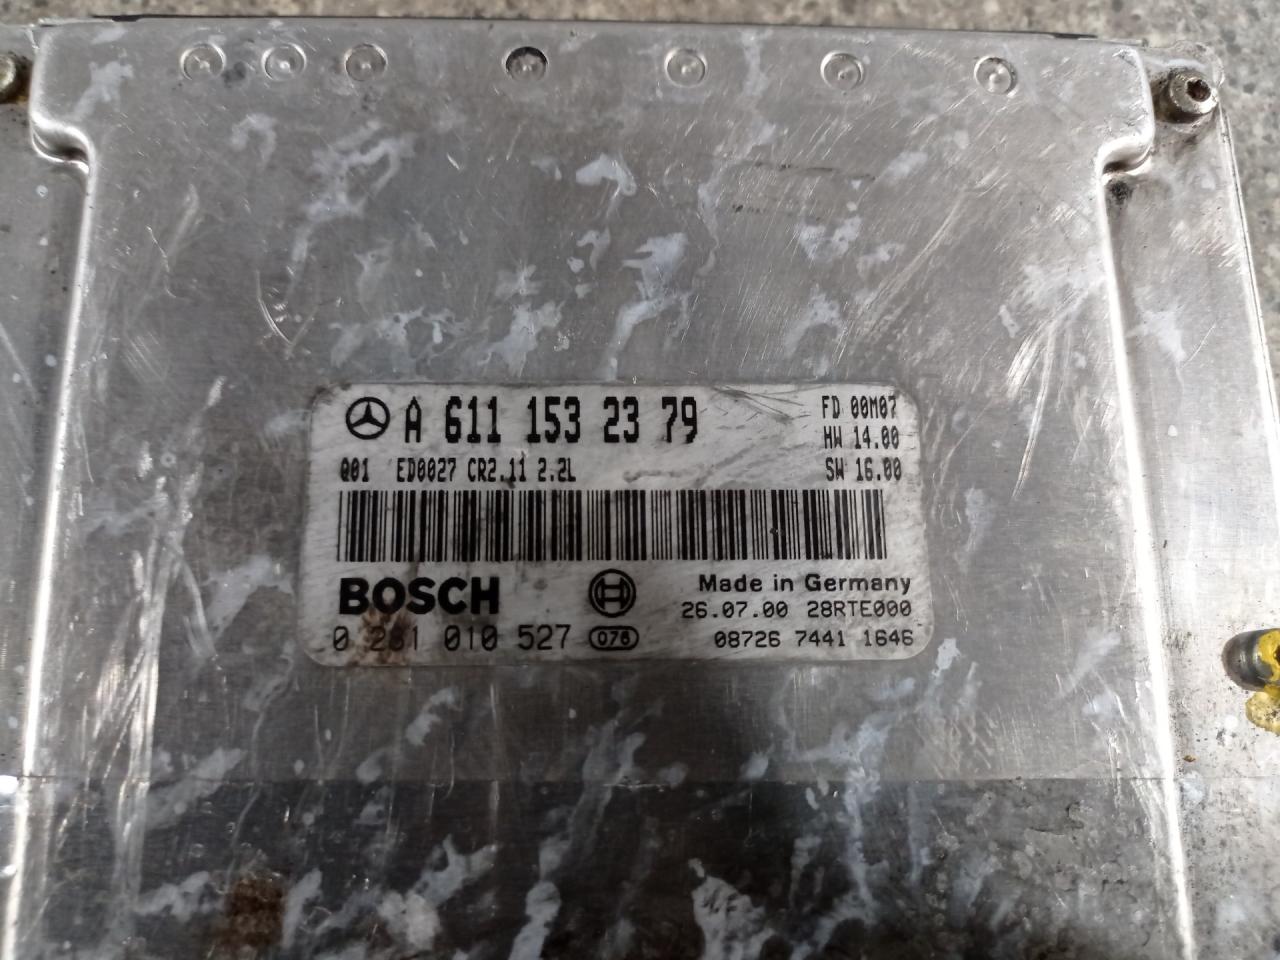 A 611 153 23 79
FD 00M07
HW 14.00
Q01 ED0027 CR2.11 2.2L
SW 16.00
BOSCH
Made in Germany
26.07.00 28RTE000
0 281 010 527 076
08726 7441 1646